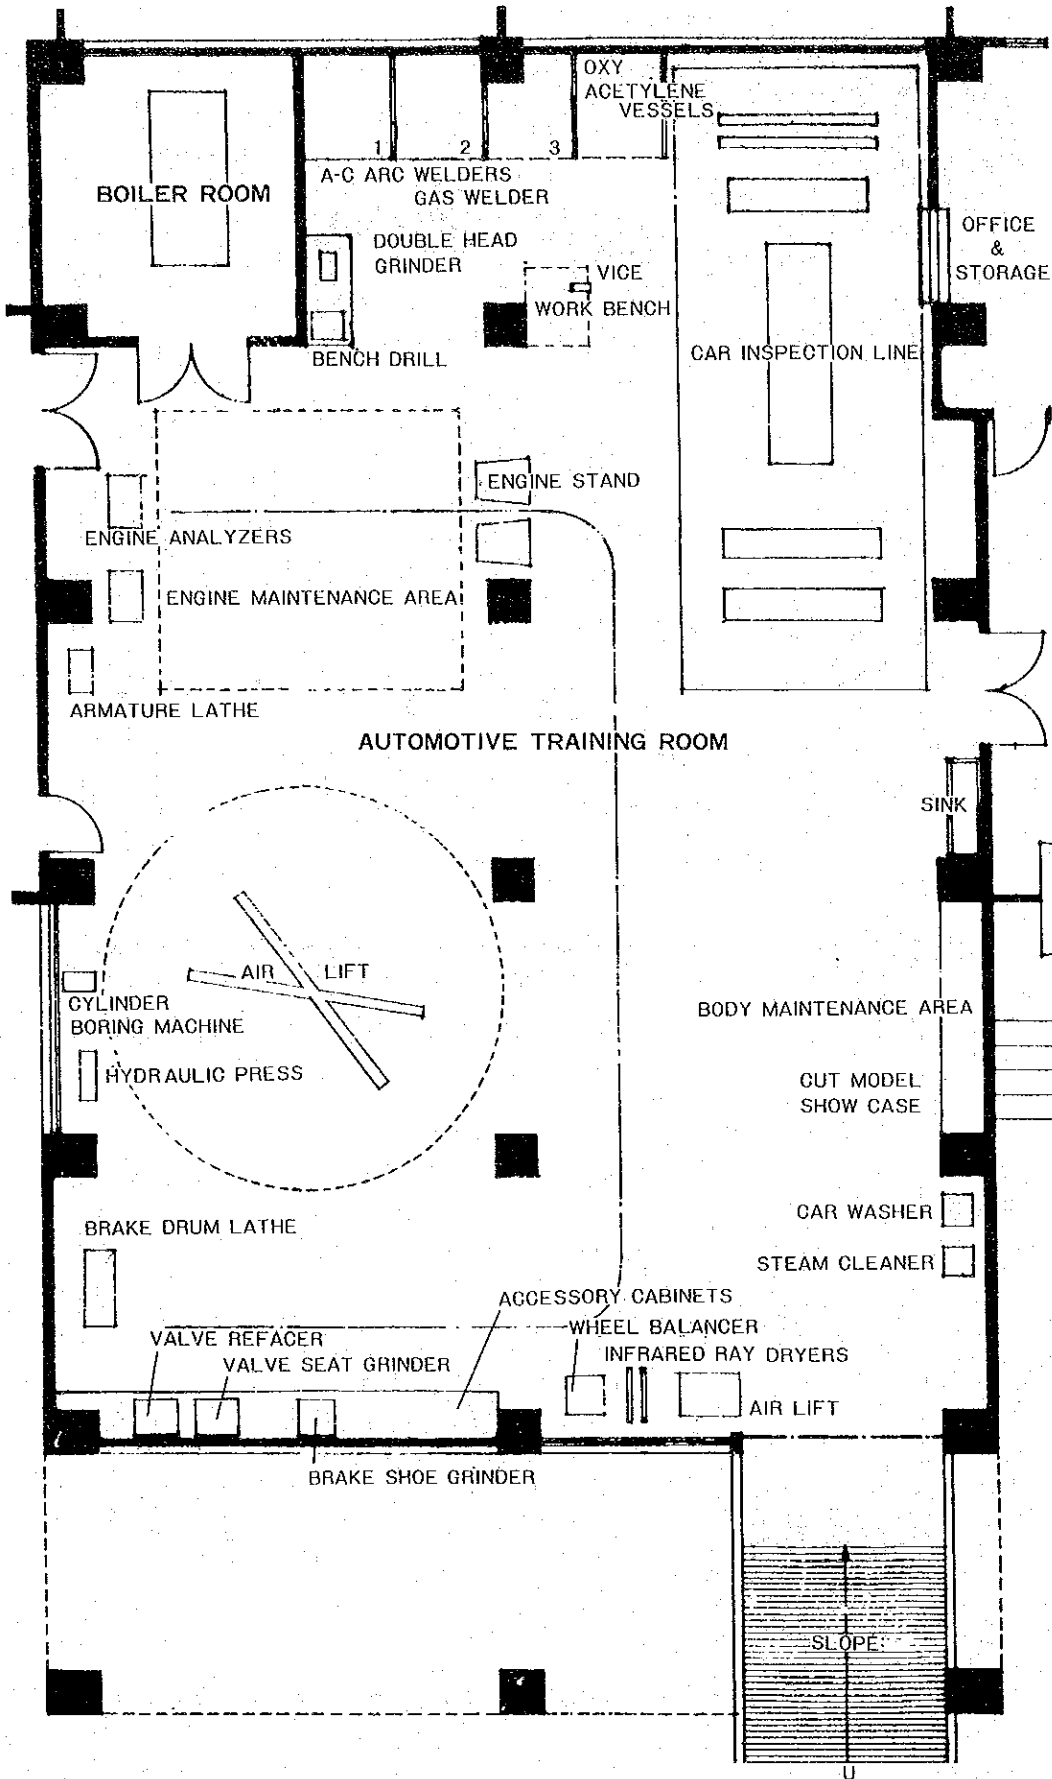 OXY
ACETYLENE
VESSELS
1
2
3
A-C ARC WELDERS
GAS WELDER
BOILER ROOM
DOUBLE HEAD
GRINDER
OFFICE
&
STORAGE
VICE
WORK BENCH
BENCH DRILL
CAR INSPECTION LINE
ENGINE STAND
ENGINE ANALYZERS
ENGINE MAINTENANCE AREA
ARMATURE LATHE
AUTOMOTIVE TRAINING ROOM
SINK
AIR LIFT
CYLINDER
BORING MACHINE
BODY MAINTENANCE AREA
HYDRAULIC PRESS
CUT MODEL
SHOW CASE
CAR WASHER
BRAKE DRUM LATHE
STEAM CLEANER
ACCESSORY CABINETS
VALVE REFACER
WHEEL BALANCER
VALVE SEAT GRINDER
INFRARED RAY DRYERS
AIR LIFT
BRAKE SHOE GRINDER
SLOPE
U